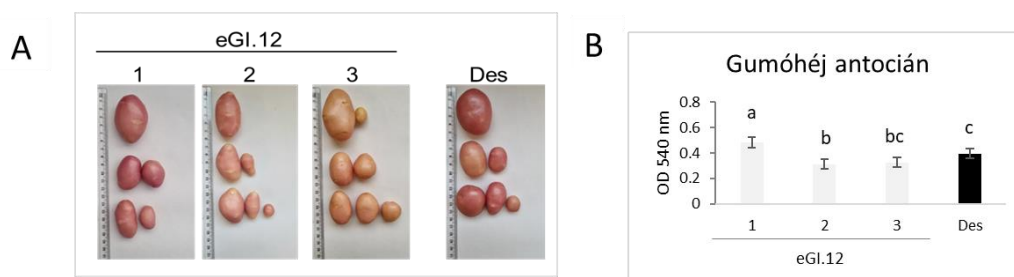 A
eGI.12
1 2 3 Des
B
Gumóhéj antocián
OD 540 nm
0.8
0.6
0.4
0.2
0
a b bc c
1 2 3 Des
eGI.12